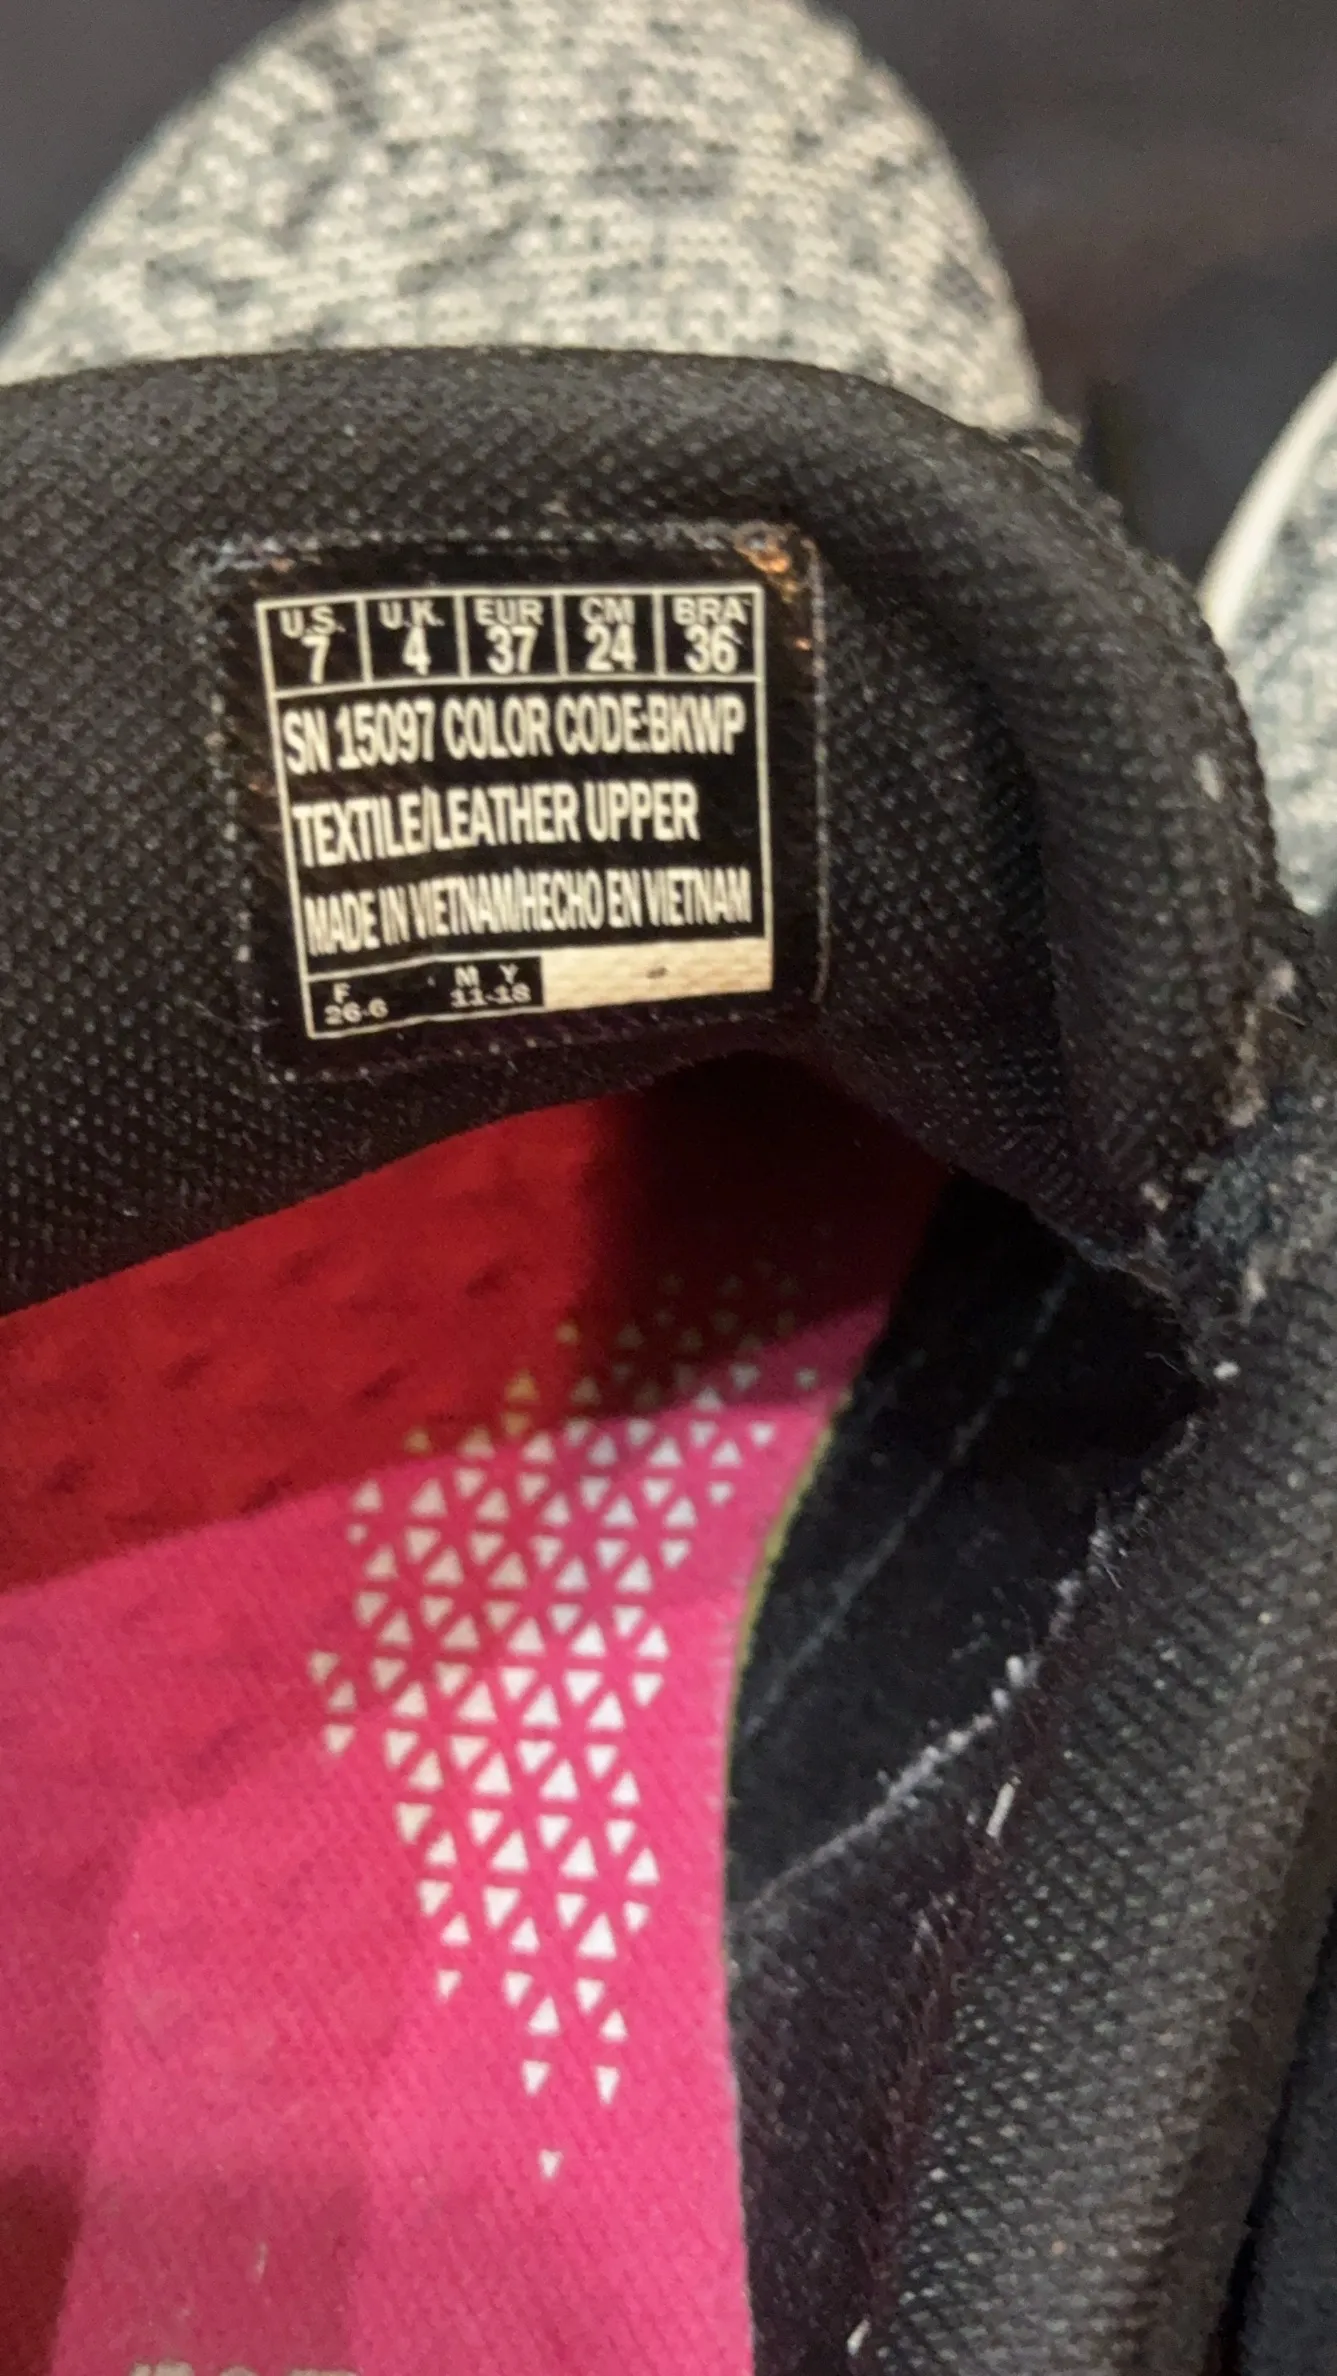 U.S. U.K. EUR CM BRA
7 4 37 24 36
SN 15097 COLOR CODE:BKWP
TEXTILE/LEATHER UPPER
MADE IN VIETNAM/HECHO EN VIETNAM
F M Y
26-6 11-18